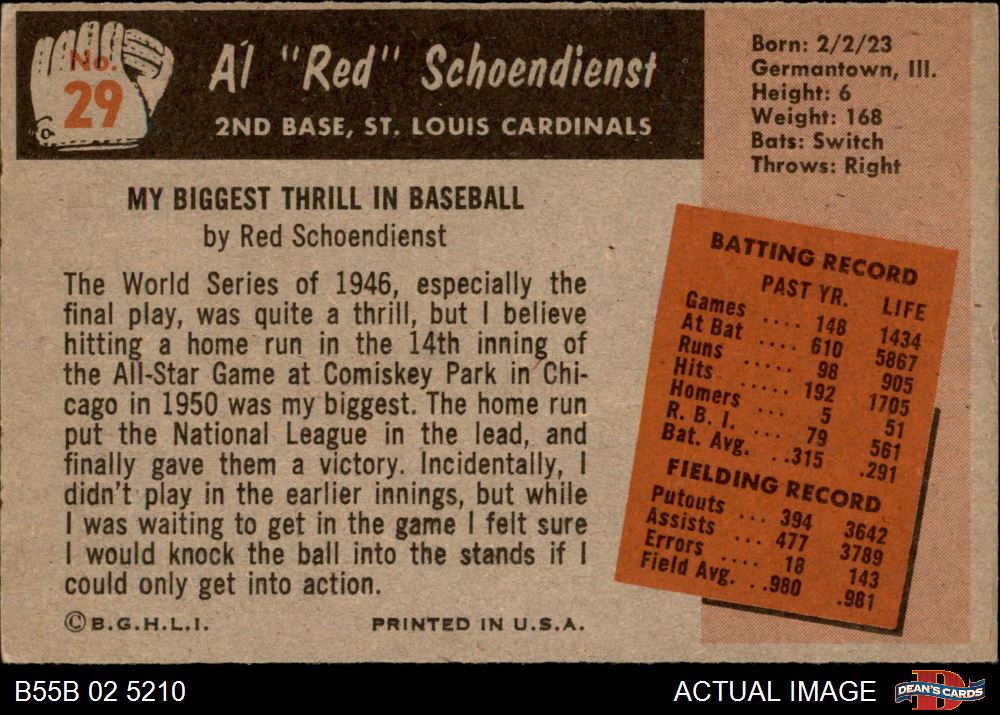 No.
29
Al "Red" Schoendienst
2ND BASE, ST. LOUIS CARDINALS
Born: 2/2/23
Germantown, Ill.
Height: 6
Weight: 168
Bats: Switch
Throws: Right
MY BIGGEST THRILL IN BASEBALL
by Red Schoendienst
The World Series of 1946, especially the
final play, was quite a thrill, but I believe
hitting a home run in the 14th inning of
the All-Star Game at Comiskey Park in Chi-
cago in 1950 was my biggest. The home run
put the National League in the lead, and
finally gave them a victory. Incidentally, I
didn't play in the earlier innings, but while
I was waiting to get in the game I felt sure
I would knock the ball into the stands if I
could only get into action.
©B.G.H.L.I. PRINTED IN U.S.A.
BATTING RECORD
PAST YR. LIFE
Games .... 148 1434
At Bat .... 610 5867
Runs ..... 98 905
Hits ..... 192 1705
Homers ... 5 51
R. B. I. ... 79 561
Bat. Avg. ..315 .291
FIELDING RECORD
Putouts ... 394 3642
Assists ... 477 3789
Errors .... 18 143
Field Avg. ..980 .981
B55B 02 5210 ACTUAL IMAGE DEAN'S CARDS